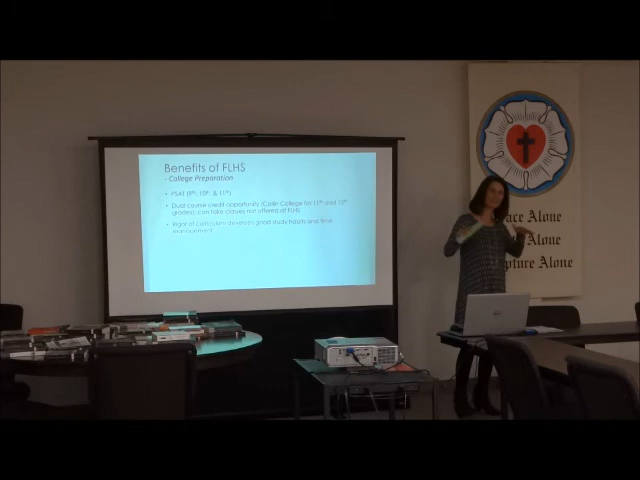 Benefits of FLHS
- College Preparation
• PSAT (9th, 10th, & 11th)
• Dual course credit opportunity (Collin College for 11th and 12th
grades); can take classes not offered at FLHS
• Rigor of curriculum develops good study habits and time
management
ace Alone
Alone
pture Alone